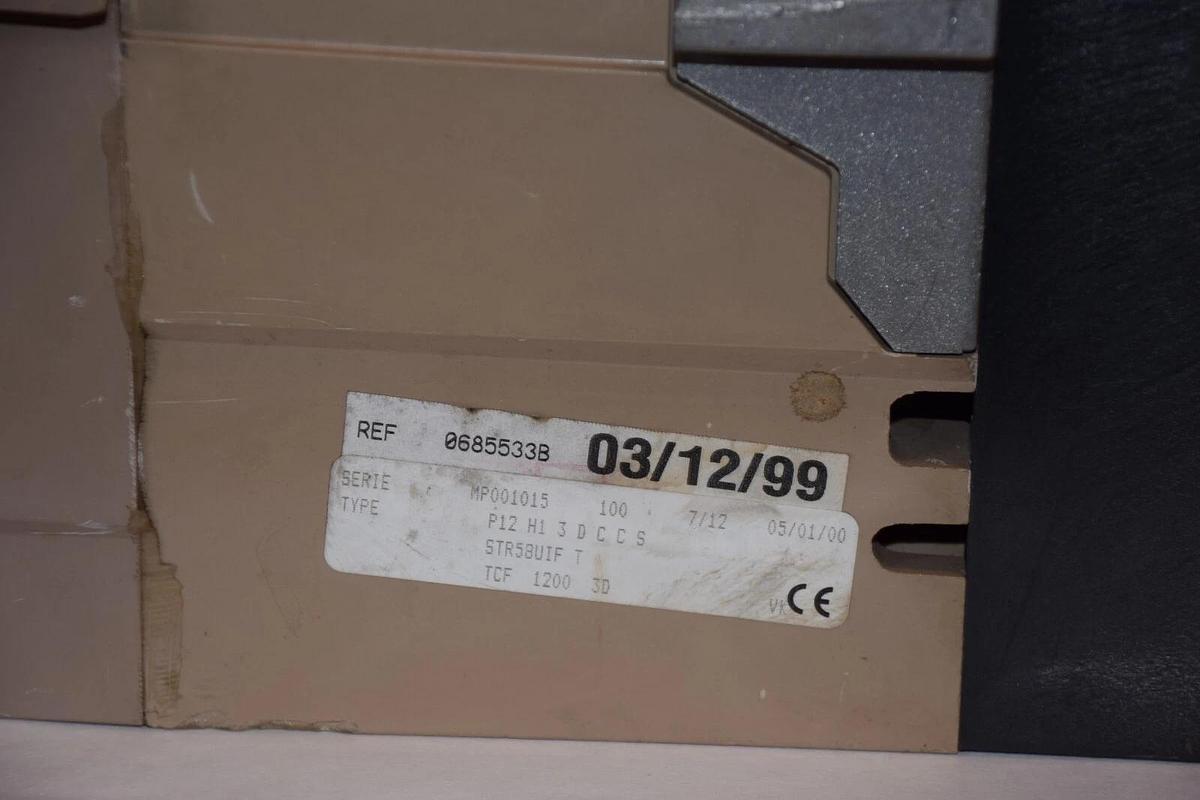 REF 0685533B 03/12/99
SERIE MP001015 100 7/12 05/01/00
TYPE P12 H1 3 D C C S
STR58UIF T
TCF 1200 3D
CE